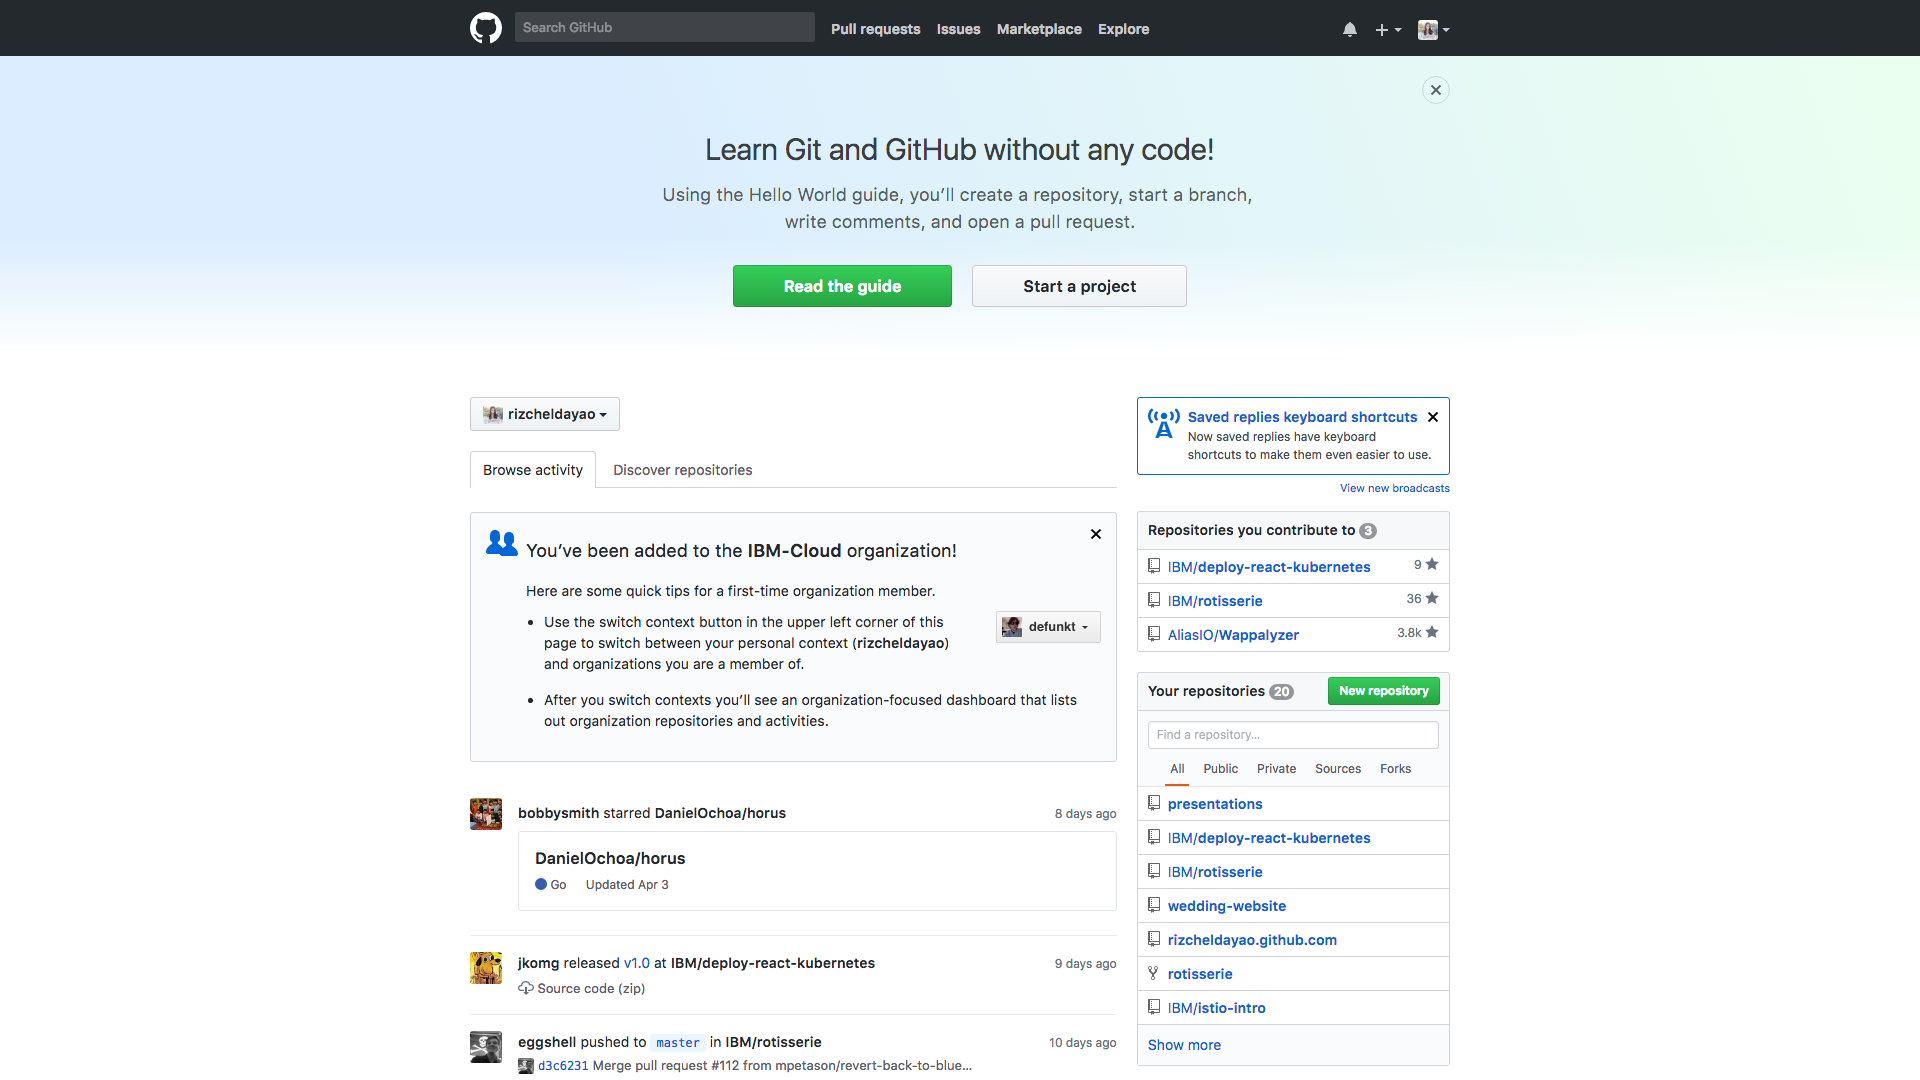 Search GitHub
Pull requests
Issues
Marketplace
Explore
Learn Git and GitHub without any code!
Using the Hello World guide, you’ll create a repository, start a branch,
write comments, and open a pull request.
Read the guide
Start a project
rizcheldayao
Browse activity
Discover repositories
You’ve been added to the IBM-Cloud organization!
Here are some quick tips for a first-time organization member.
• Use the switch context button in the upper left corner of this
page to switch between your personal context (rizcheldayao)
and organizations you are a member of.
defunkt
• After you switch contexts you’ll see an organization-focused dashboard that lists
out organization repositories and activities.
bobbysmith starred DanielOchoa/horus
8 days ago
DanielOchoa/horus
Go Updated Apr 3
jkomg released v1.0 at IBM/deploy-react-kubernetes
9 days ago
Source code (zip)
eggshell pushed to master in IBM/rotisserie
10 days ago
d3c6231 Merge pull request #112 from mpetason/revert-back-to-blue…
Saved replies keyboard shortcuts
Now saved replies have keyboard
shortcuts to make them even easier to use.
View new broadcasts
Repositories you contribute to 3
IBM/deploy-react-kubernetes 9
IBM/rotisserie 36
AliasIO/Wappalyzer 3.8k
Your repositories 20
New repository
Find a repository…
All Public Private Sources Forks
presentations
IBM/deploy-react-kubernetes
IBM/rotisserie
wedding-website
rizcheldayao.github.com
rotisserie
IBM/istio-intro
Show more